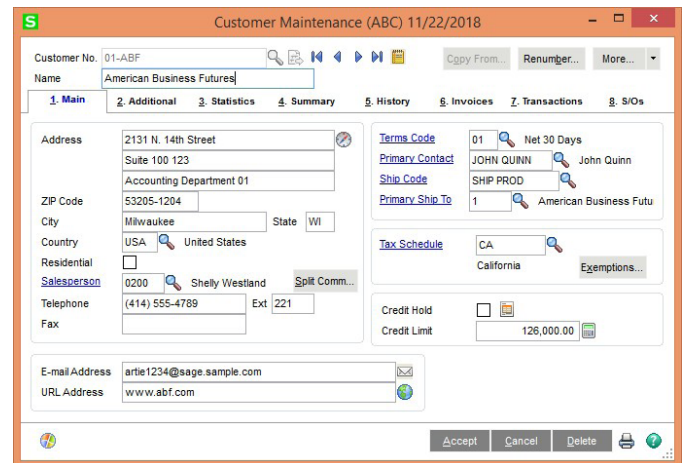 S Customer Maintenance (ABC) 11/22/2018
Customer No. 01-ABF Copy From... Renumber... More...
Name American Business Futures
1. Main 2. Additional 3. Statistics 4. Summary 5. History 6. Invoices 7. Transactions 8. S/Os
Address 2131 N. 14th Street
Suite 100 123
Accounting Department 01
ZIP Code 53205-1204
City Milwaukee State WI
Country USA United States
Residential
Salesperson 0200 Shelly Westland Split Comm...
Telephone (414) 555-4789 Ext 221
Fax
Terms Code 01 Net 30 Days
Primary Contact JOHN QUINN John Quinn
Ship Code SHIP PROD
Primary Ship To 1 American Business Futu
Tax Schedule CA
California Exemptions...
Credit Hold
Credit Limit 126,000.00
E-mail Address artie1234@sage.sample.com
URL Address www.abf.com
Accept Cancel Delete